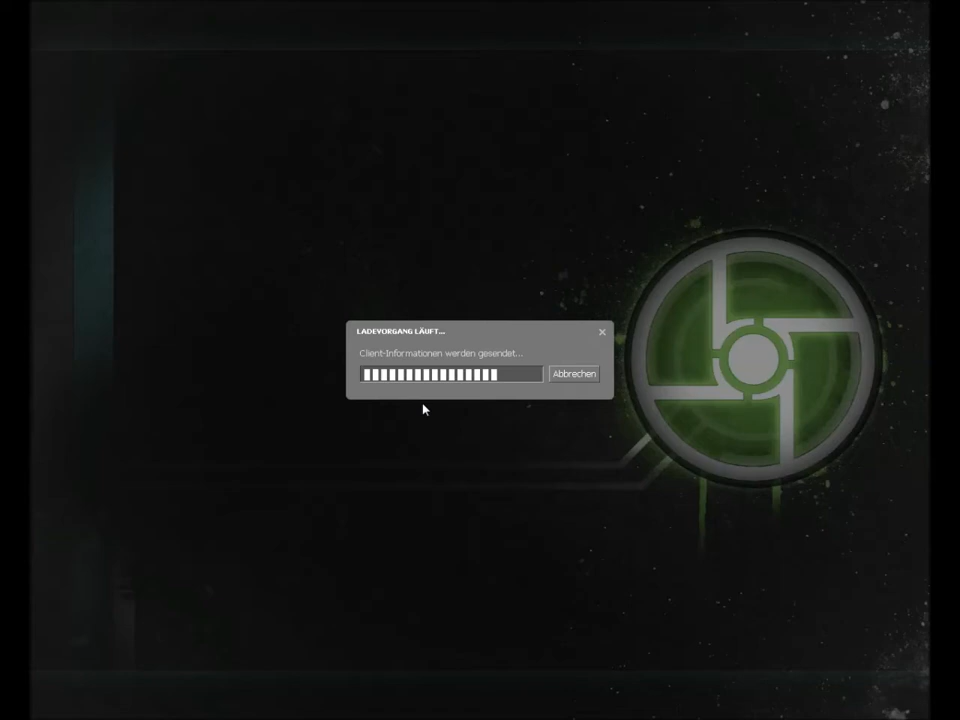 LADEVORGANG LÄUFT...
Client-Informationen werden gesendet...
Abbrechen